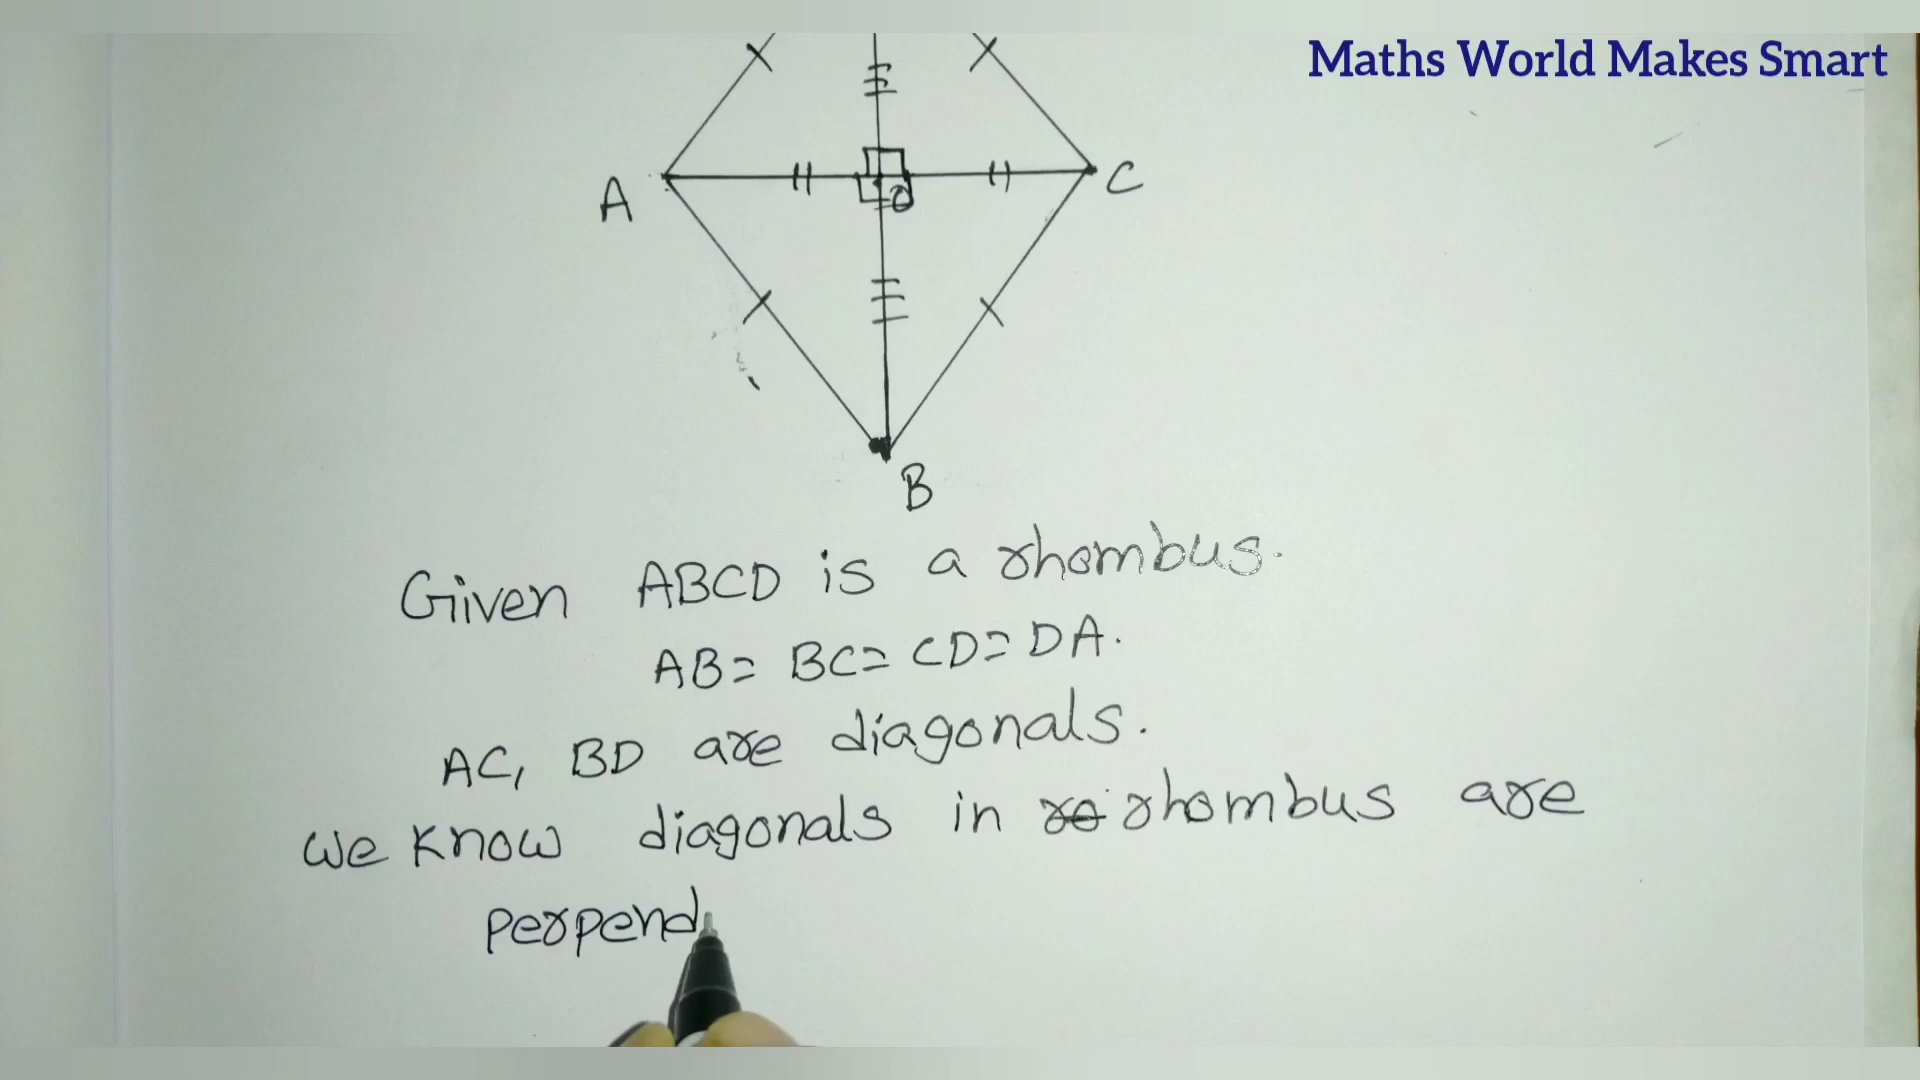 Maths World Makes Smart
A
O
C
B
Given ABCD is a rhombus.
AB = BC = CD = DA.
AC, BD are diagonals.
We know diagonals in rhombus are
perpend